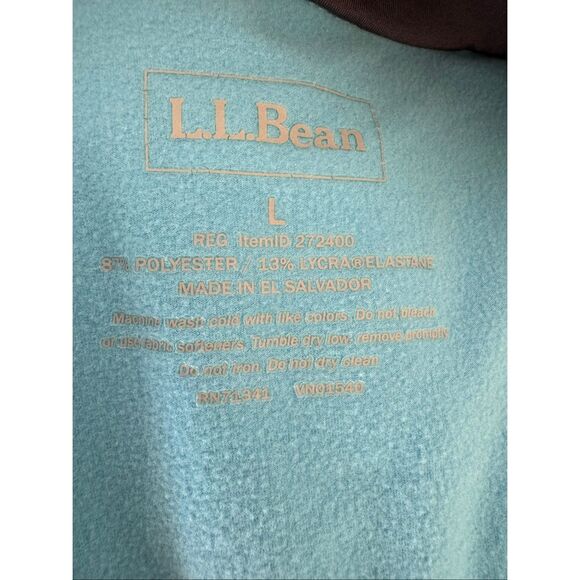 L.L.Bean
L
REG ItemID 272400
87% POLYESTER / 13% LYCRA® ELASTANE
MADE IN EL SALVADOR
Machine wash cold with like colors. Do not bleach
or use fabric softeners. Tumble dry low, remove promptly.
Do not iron. Do not dry clean
RN71341 VN01540